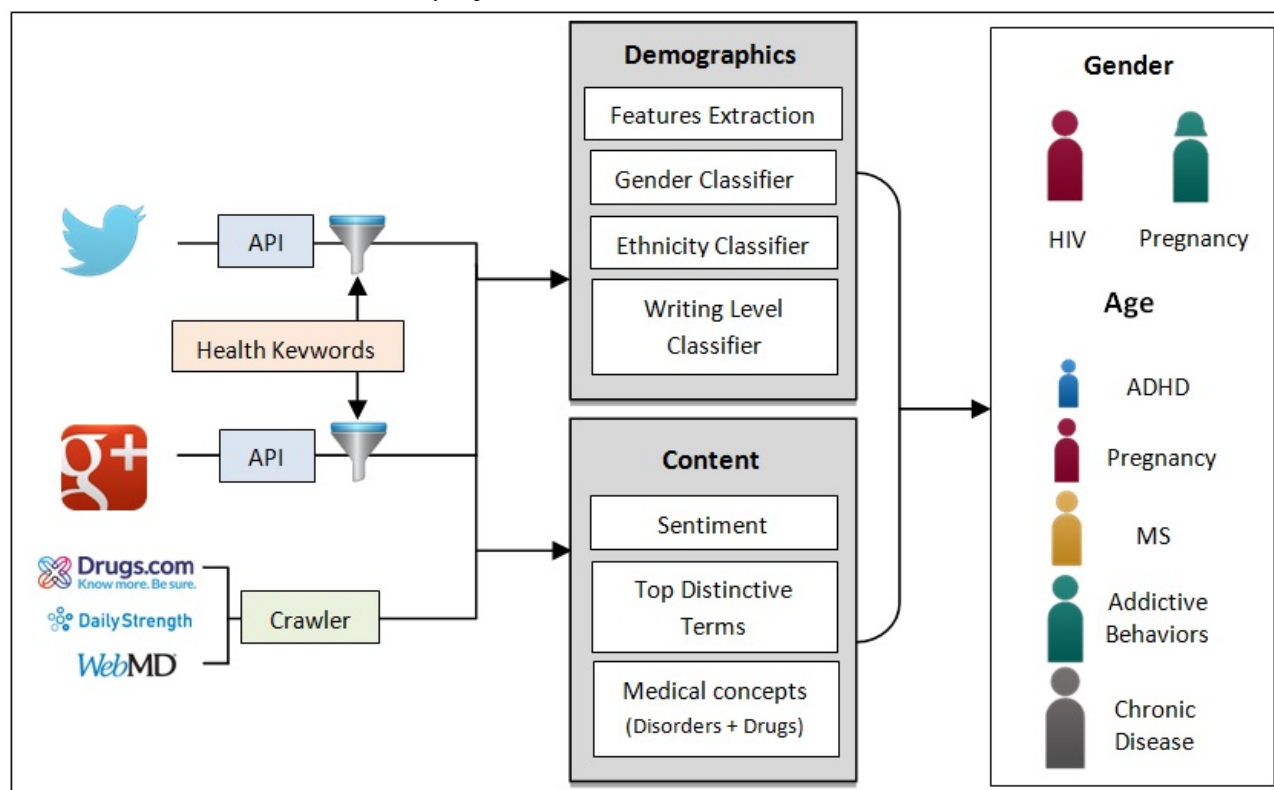 Demographics
Features Extraction
Gender Classifier
Ethnicity Classifier
Writing Level
Classifier
API
Health Kevwords
g+
API
Drugs.com
Know more. Be sure.
DailyStrength
WebMD
Crawler
Content
Sentiment
Top Distinctive
Terms
Medical concepts
(Disorders + Drugs)
Gender
HIV
Pregnancy
Age
ADHD
Pregnancy
MS
Addictive
Behaviors
Chronic
Disease